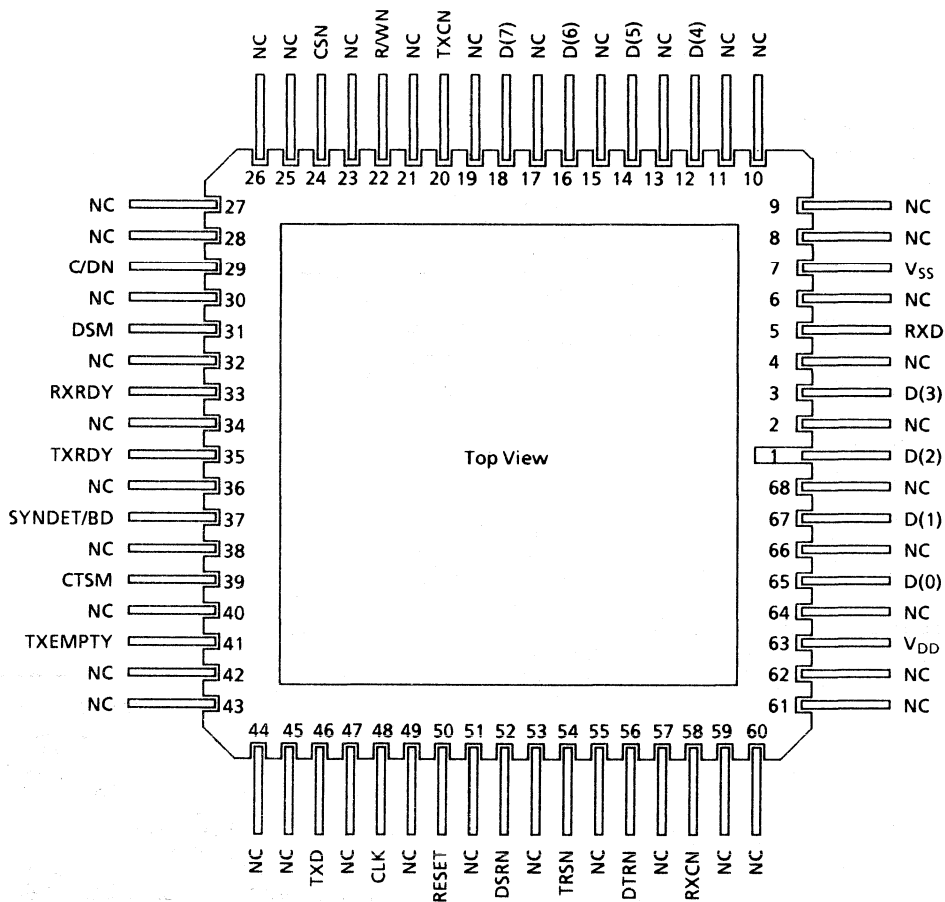 NC NC CSN NC R/WN NC TXCN NC D(7) NC D(6) NC D(5) NC D(4) NC NC
26 25 24 23 22 21 20 19 18 17 16 15 14 13 12 11 10
NC 27 9 NC
NC 28 8 NC
C/DN 29 7 VSS
NC 30 6 NC
DSM 31 5 RXD
NC 32 4 NC
RXRDY 33 3 D(3)
NC 34 2 NC
TXRDY 35 Top View 1 D(2)
NC 36 68 NC
SYNDET/BD 37 67 D(1)
NC 38 66 NC
CTSM 39 65 D(0)
NC 40 64 NC
TXEMPTY 41 63 VDD
NC 42 62 NC
NC 43 61 NC
44 45 46 47 48 49 50 51 52 53 54 55 56 57 58 59 60
NC NC TXD NC CLK NC RESET NC DSRN NC TRSN NC DTRN NC RXCN NC NC